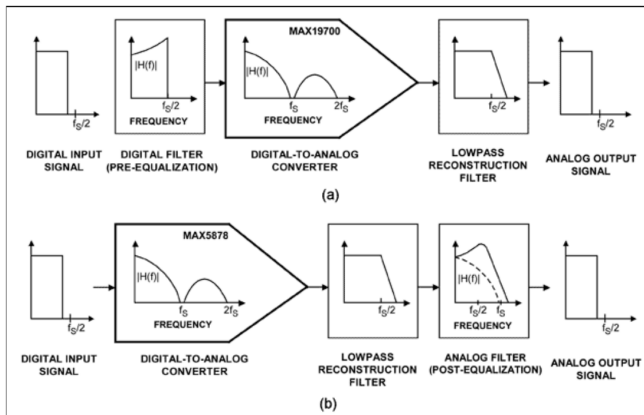 (a)
MAX19700
|H(f)|
|H(f)|
fS/2
fS/2
fS
2fS
fS/2
fS/2
FREQUENCY
FREQUENCY
DIGITAL INPUT
SIGNAL
DIGITAL FILTER
(PRE-EQUALIZATION)
DIGITAL-TO-ANALOG
CONVERTER
LOWPASS
RECONSTRUCTION
FILTER
ANALOG OUTPUT
SIGNAL
(a)
(b)
MAX5878
|H(f)|
|H(f)|
fS/2
fS
2fS
fS/2
fS/2
fS
fS/2
FREQUENCY
FREQUENCY
DIGITAL INPUT
SIGNAL
DIGITAL-TO-ANALOG
CONVERTER
LOWPASS
RECONSTRUCTION
FILTER
ANALOG FILTER
(POST-EQUALIZATION)
ANALOG OUTPUT
SIGNAL
(b)